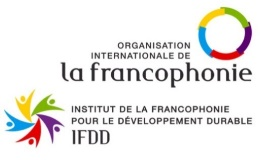 ORGANISATION
INTERNATIONALE DE
la francophonie
INSTITUT DE LA FRANCOPHONIE
POUR LE DÉVELOPPEMENT DURABLE
IFDD